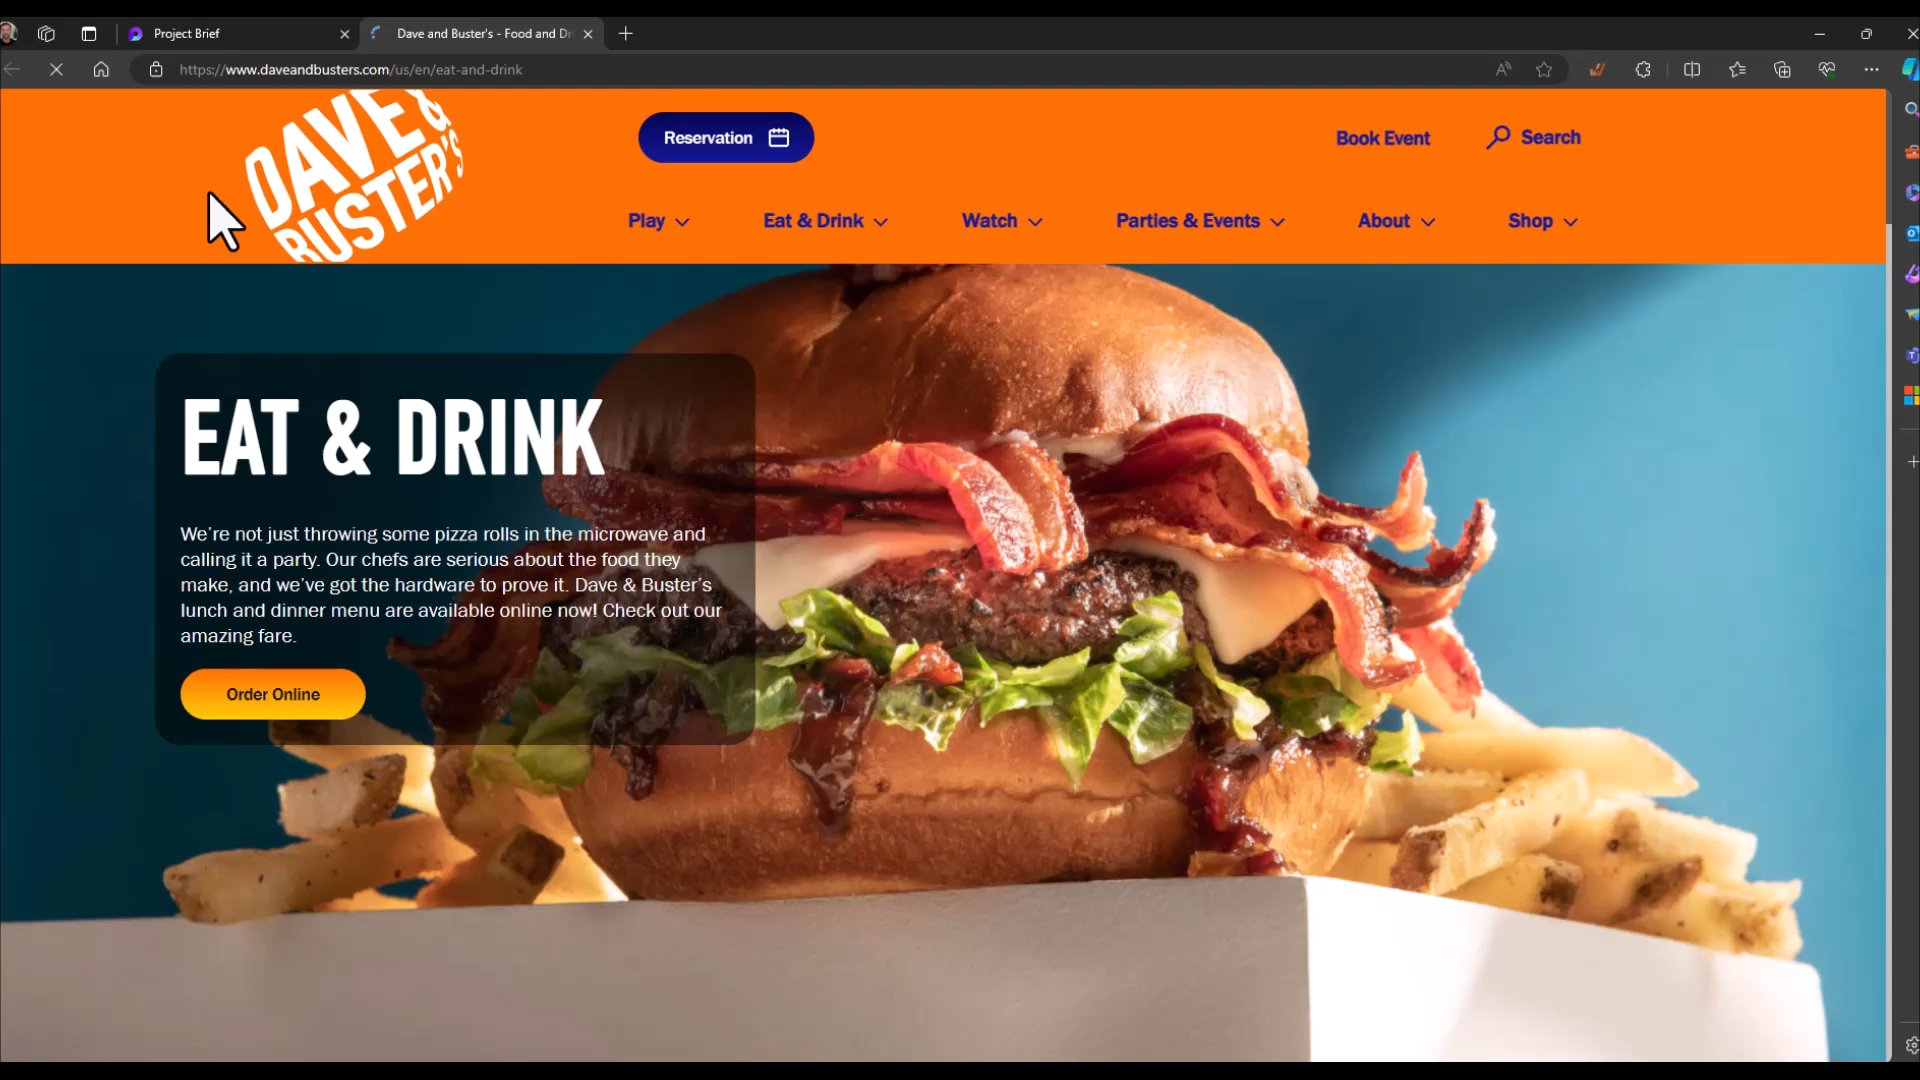 Project Brief
Dave and Buster's - Food and Dr
https://www.daveandbusters.com/us/en/eat-and-drink
DAVE &
BUSTER'S
Reservation
Book Event
Search
Play
Eat & Drink
Watch
Parties & Events
About
Shop
EAT & DRINK
We're not just throwing some pizza rolls in the microwave and
calling it a party. Our chefs are serious about the food they
make, and we've got the hardware to prove it. Dave & Buster's
lunch and dinner menu are available online now! Check out our
amazing fare.
Order Online